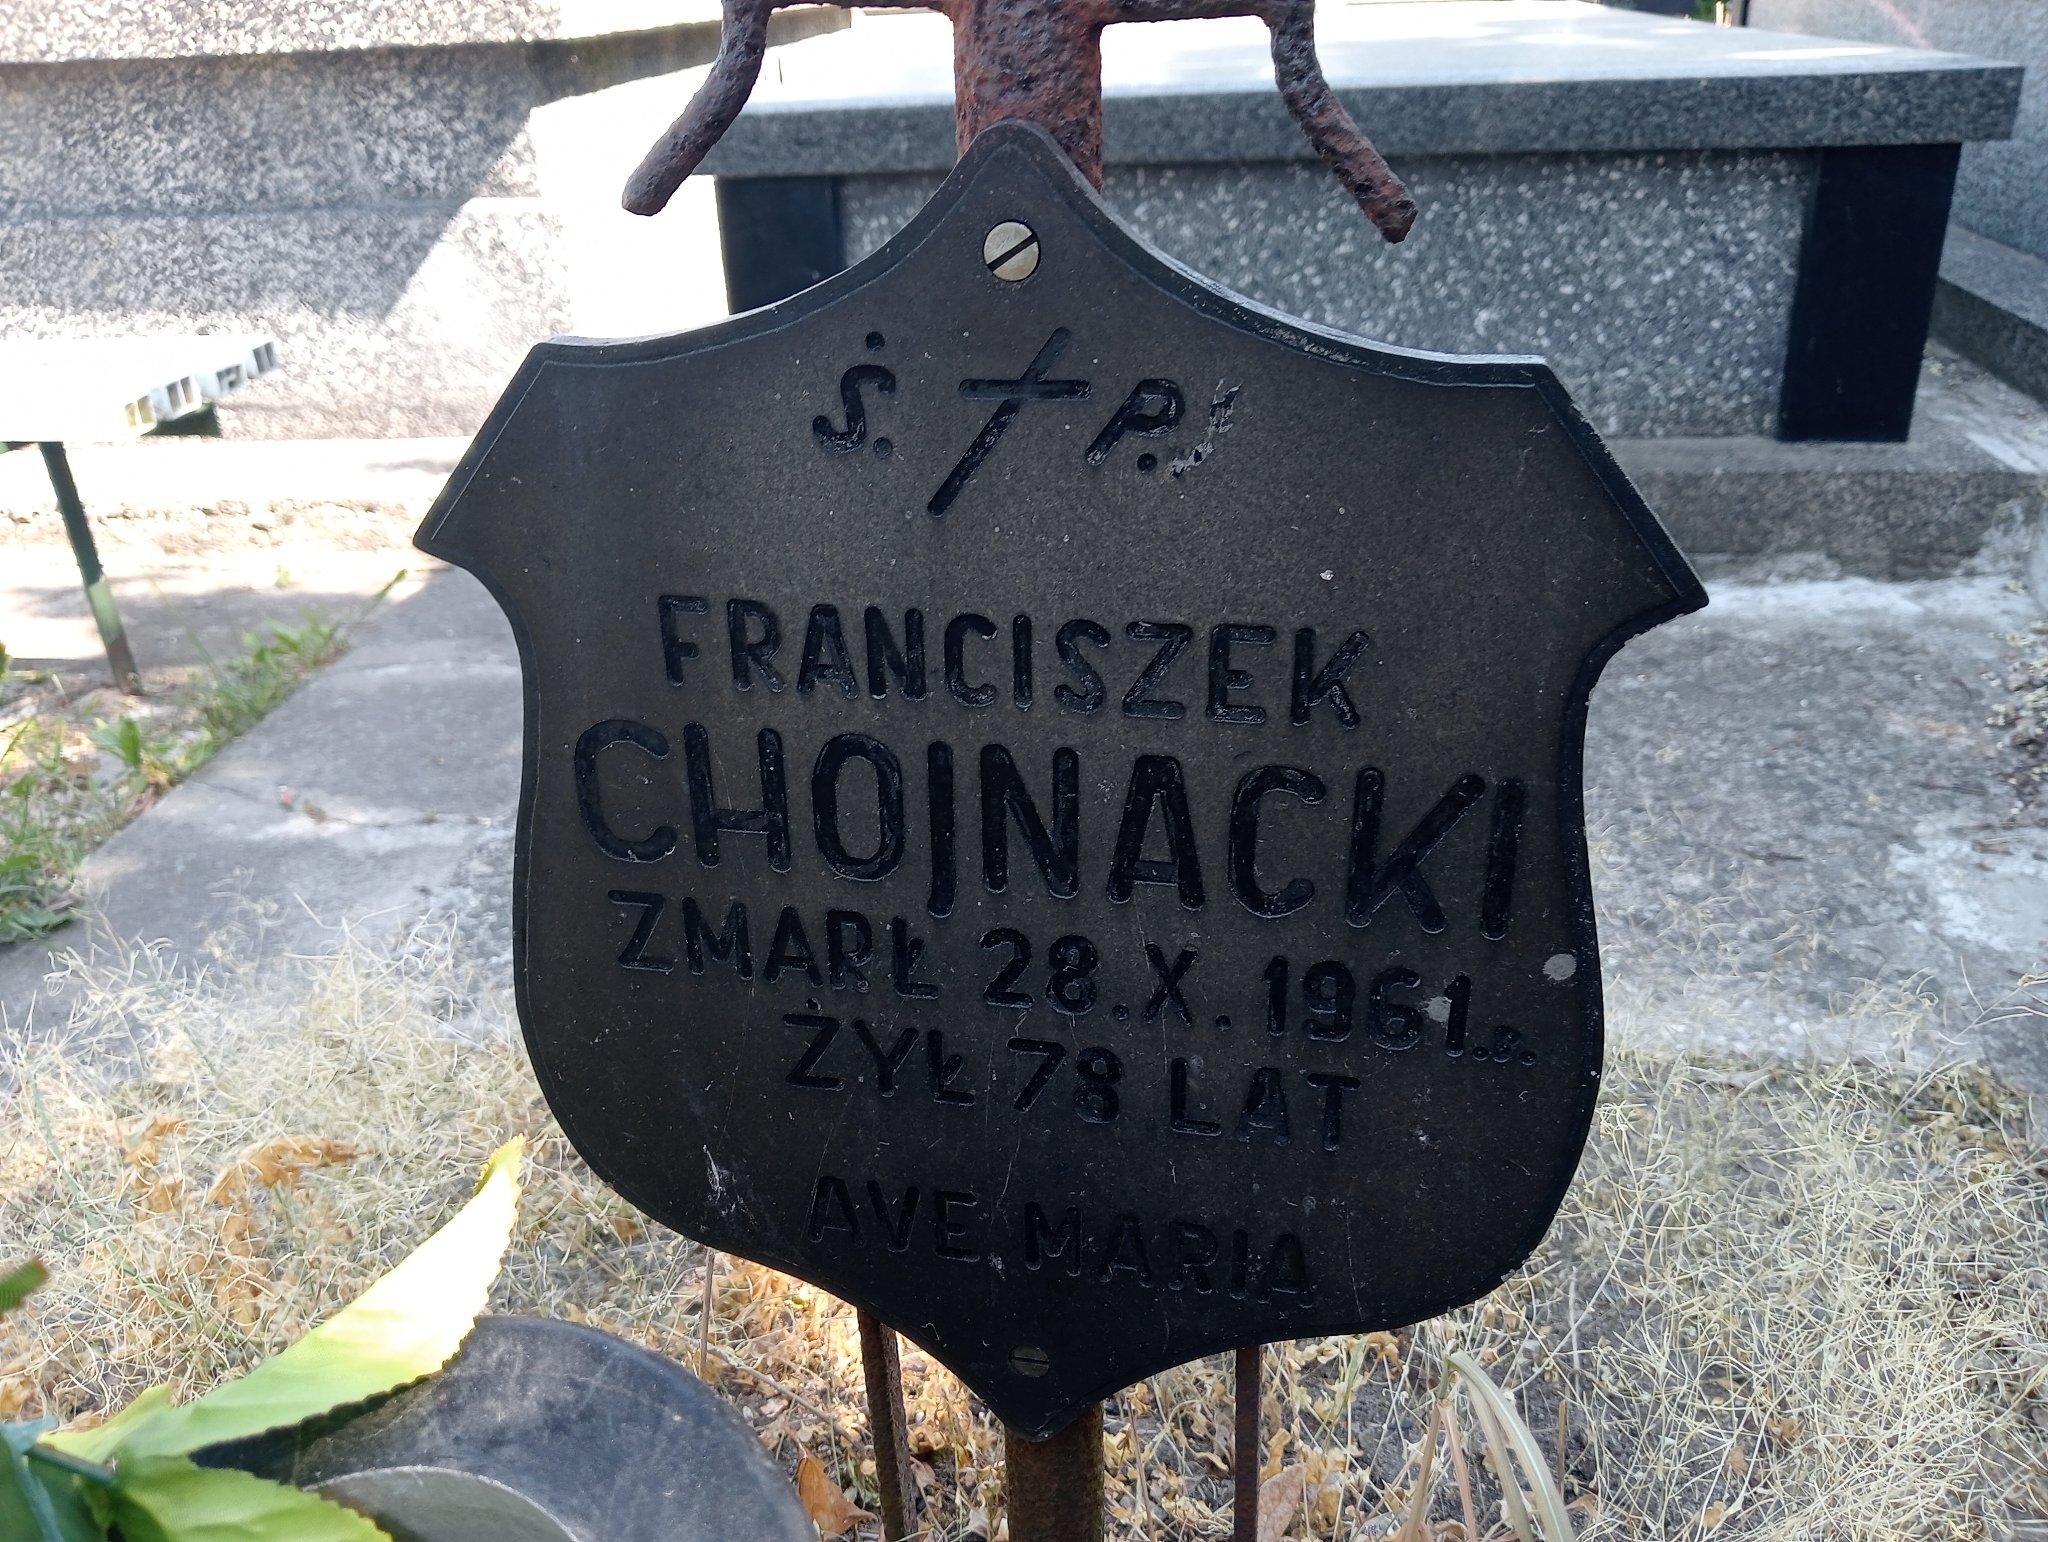 Ś. P.
FRANCISZEK
CHOJNACKI
ZMARŁ 28.X.1961.r.
ŻYŁ 78 LAT
AVE MARIA